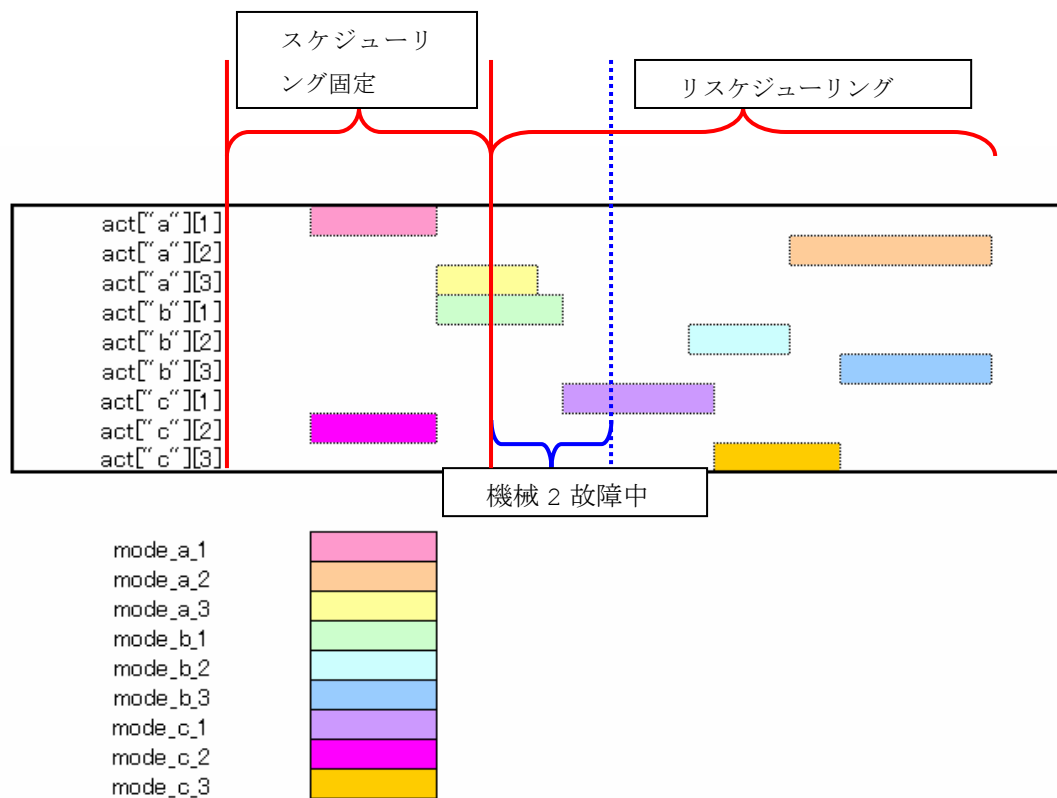 スケジューリ
ング固定
リスケジューリング
act["a"][1]
act["a"][2]
act["a"][3]
act["b"][1]
act["b"][2]
act["b"][3]
act["c"][1]
act["c"][2]
act["c"][3]
機械 2 故障中
mode_a_1
mode_a_2
mode_a_3
mode_b_1
mode_b_2
mode_b_3
mode_c_1
mode_c_2
mode_c_3